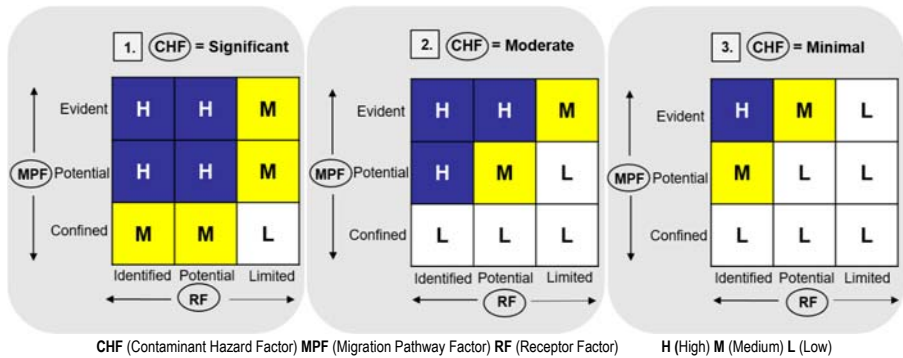 1. CHF = Significant
Evident H H M
MPF Potential H H M
Confined M M L
Identified Potential Limited
RF
2. CHF = Moderate
Evident H H M
MPF Potential H M L
Confined L L L
Identified Potential Limited
RF
3. CHF = Minimal
Evident H M L
MPF Potential M L L
Confined L L L
Identified Potential Limited
RF
CHF (Contaminant Hazard Factor) MPF (Migration Pathway Factor) RF (Receptor Factor) H (High) M (Medium) L (Low)